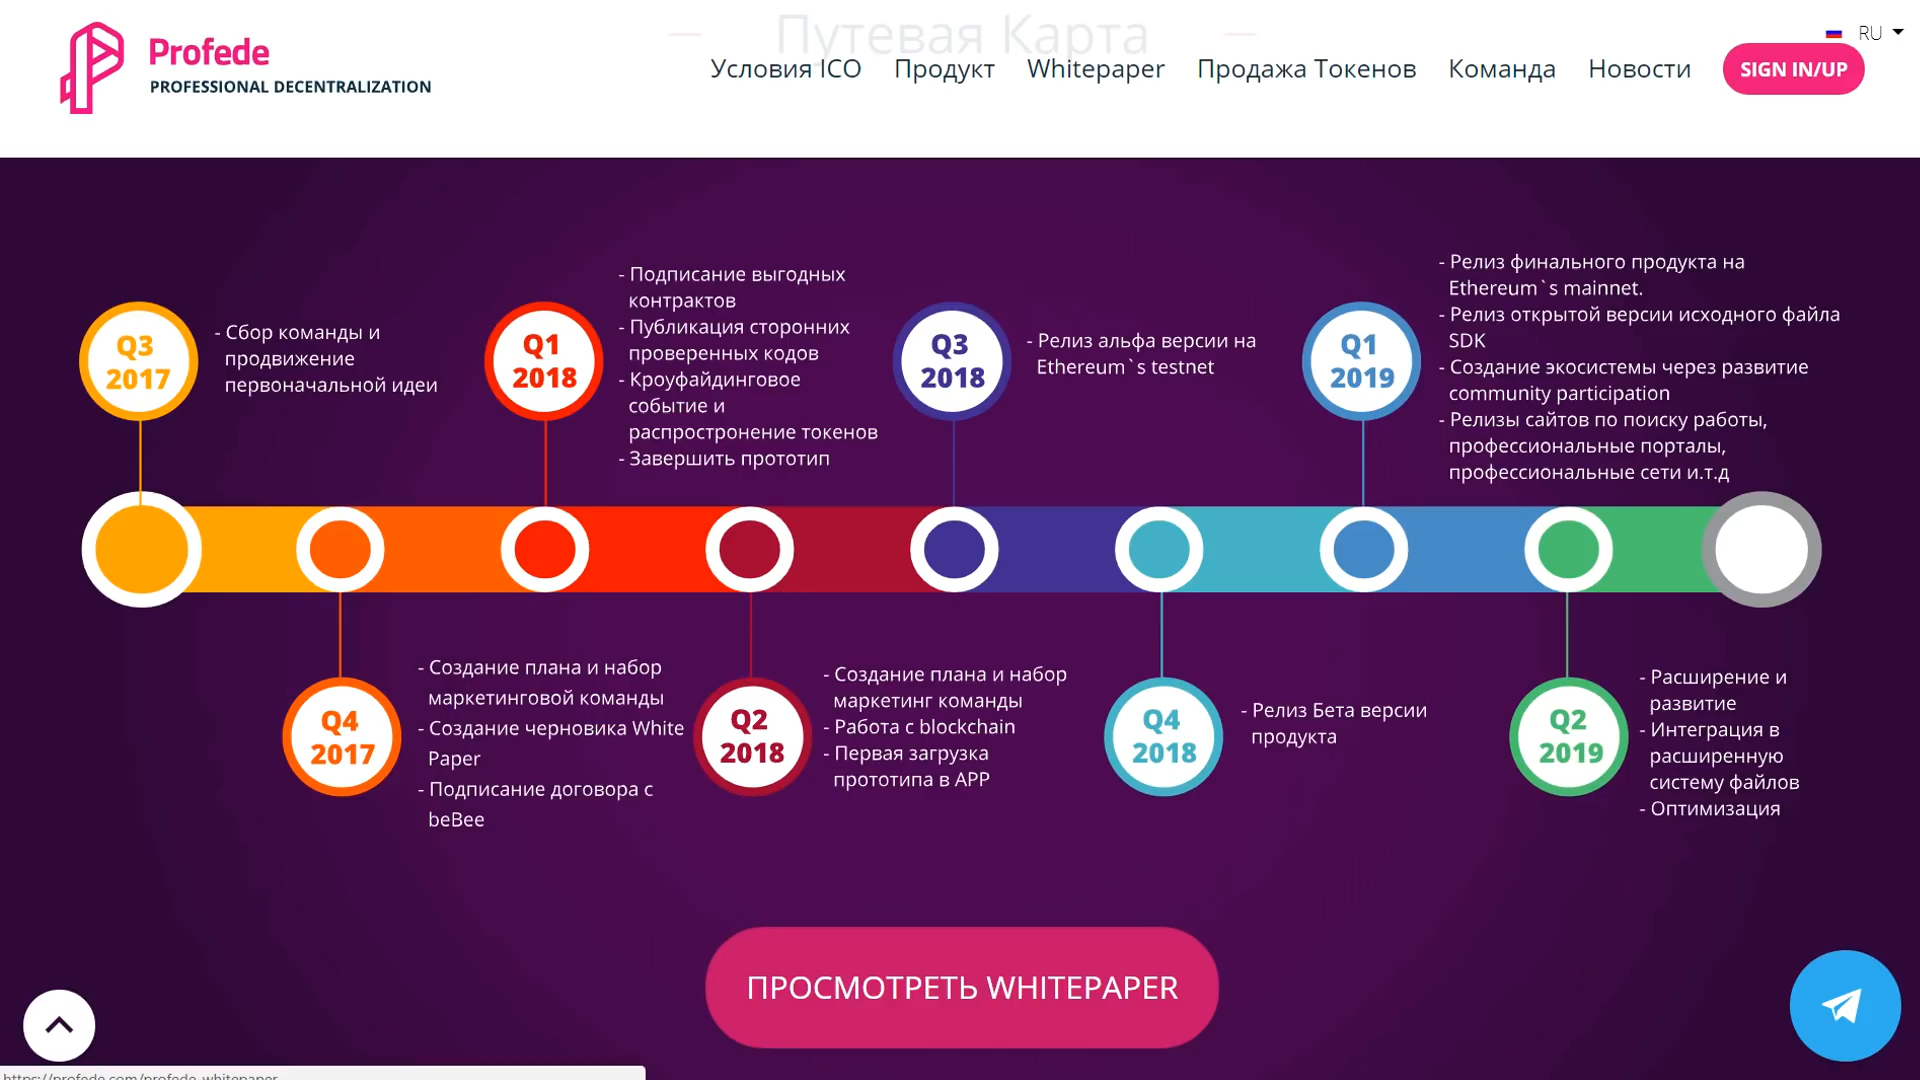 Путевая Карта
RU
Profede
PROFESSIONAL DECENTRALIZATION
Условия ICO
Продукт
Whitepaper
Продажа Токенов
Команда
Новости
SIGN IN/UP
Q3
2017
- Сбор команды и
продвижение
первоначальной идеи
Q1
2018
- Подписание выгодных
контрактов
- Публикация сторонних
проверенных кодов
- Кроуфайдинговое
событие и
распростронение токенов
- Завершить прототип
Q3
2018
- Релиз альфа версии на
Ethereum`s testnet
Q1
2019
- Релиз финального продукта на
Ethereum`s mainnet.
- Релиз открытой версии исходного файла
SDK
- Создание экосистемы через развитие
community participation
- Релизы сайтов по поиску работы,
профессиональные порталы,
профессиональные сети и.т.д
Q4
2017
- Создание плана и набор
маркетинговой команды
- Создание черновика White
Paper
- Подписание договора с
beBee
Q2
2018
- Создание плана и набор
маркетинг команды
- Работа с blockchain
- Первая загрузка
прототипа в APP
Q4
2018
- Релиз Бета версии
продукта
Q2
2019
- Расширение и
развитие
- Интеграция в
расширенную
систему файлов
- Оптимизация
ПРОСМОТРЕТЬ WHITEPAPER
https://profede.com/profede-whitepaper